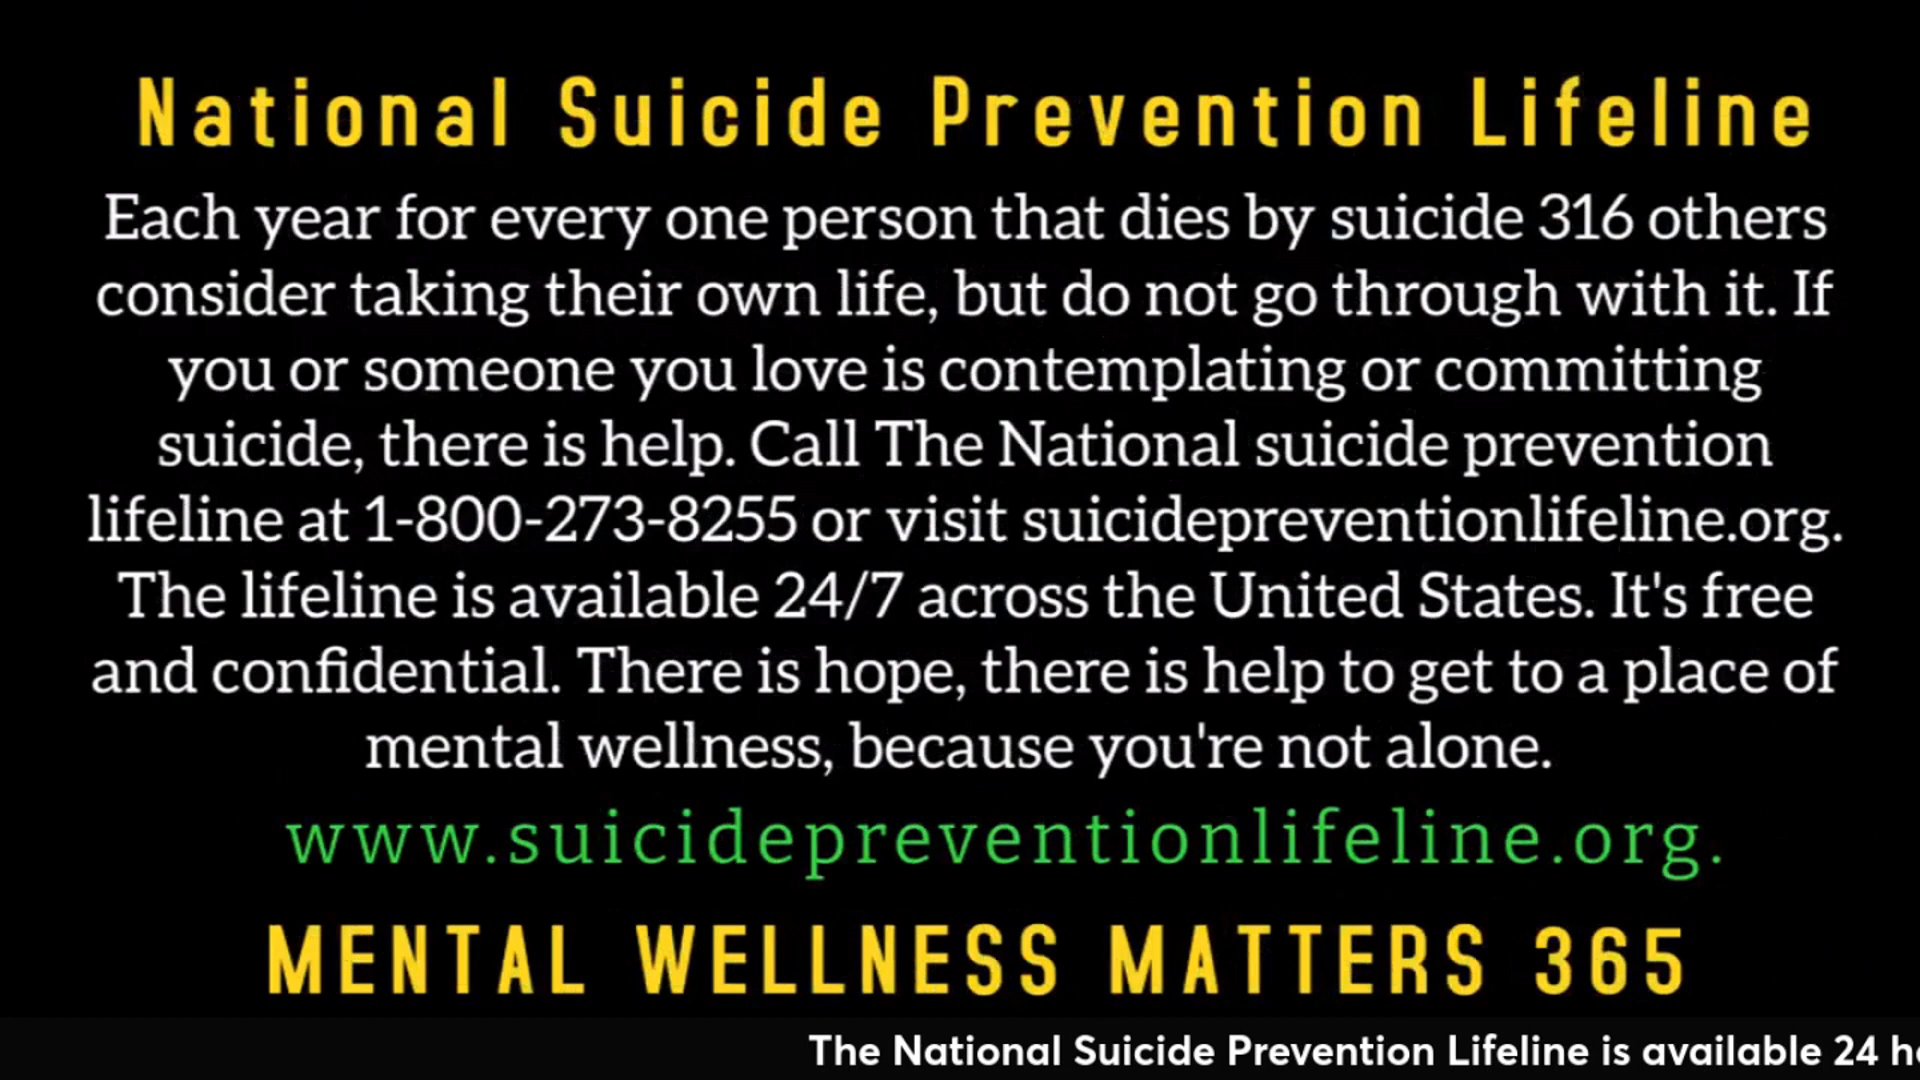 National Suicide Prevention Lifeline
Each year for every one person that dies by suicide 316 others
consider taking their own life, but do not go through with it. If
you or someone you love is contemplating or committing
suicide, there is help. Call The National suicide prevention
lifeline at 1-800-273-8255 or visit suicidepreventionlifeline.org.
The lifeline is available 24/7 across the United States. It's free
and confidential. There is hope, there is help to get to a place of
mental wellness, because you're not alone.
www.suicidepreventionlifeline.org.
MENTAL WELLNESS MATTERS 365
The National Suicide Prevention Lifeline is available 24